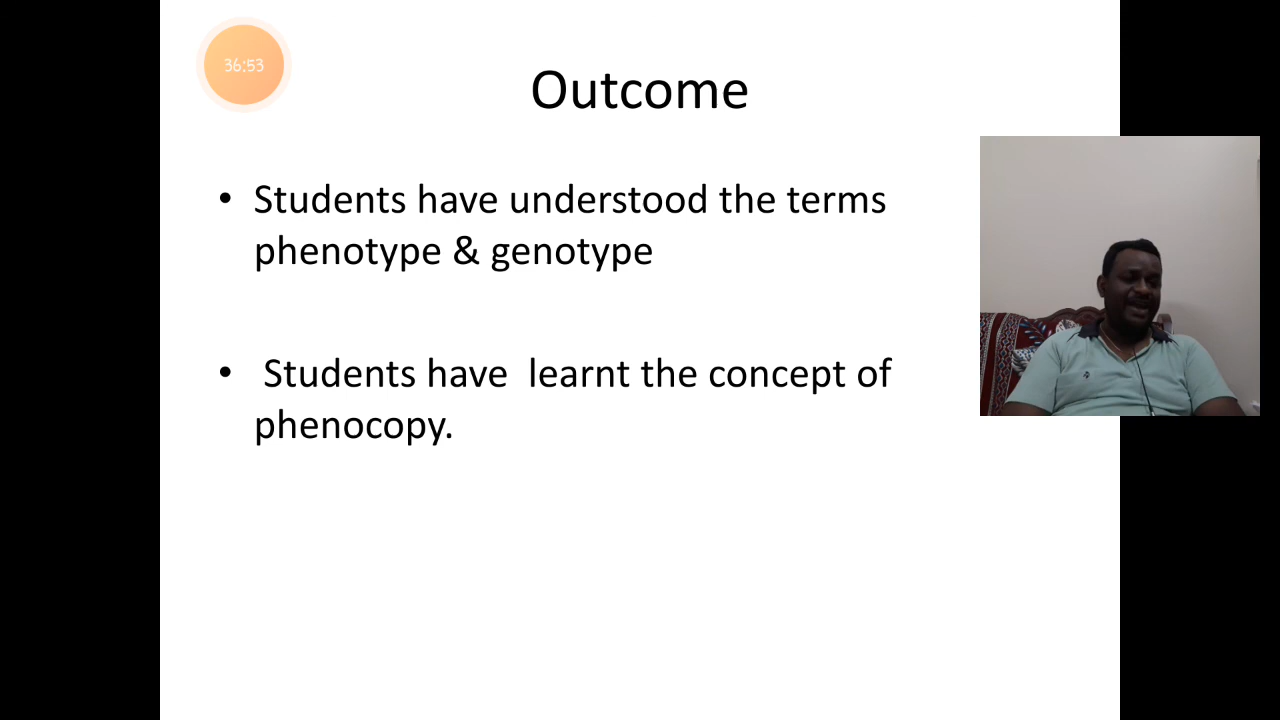 36:53
Outcome
• Students have understood the terms
phenotype & genotype
• Students have learnt the concept of
phenocopy.